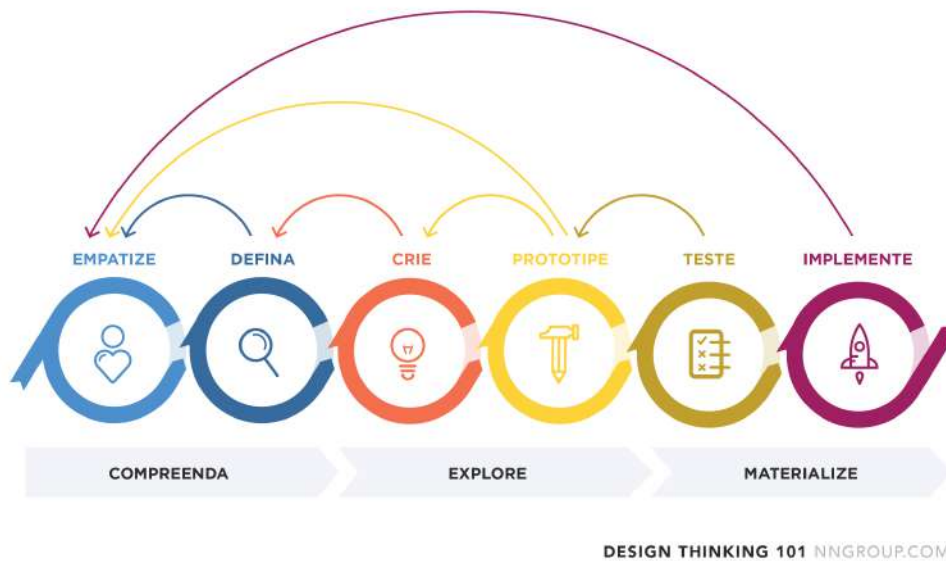 EMPATIZE DEFINA CRIE PROTOTIPE TESTE IMPLEMENTE
COMPREENDA EXPLORE MATERIALIZE
DESIGN THINKING 101 NNGROUP.COM